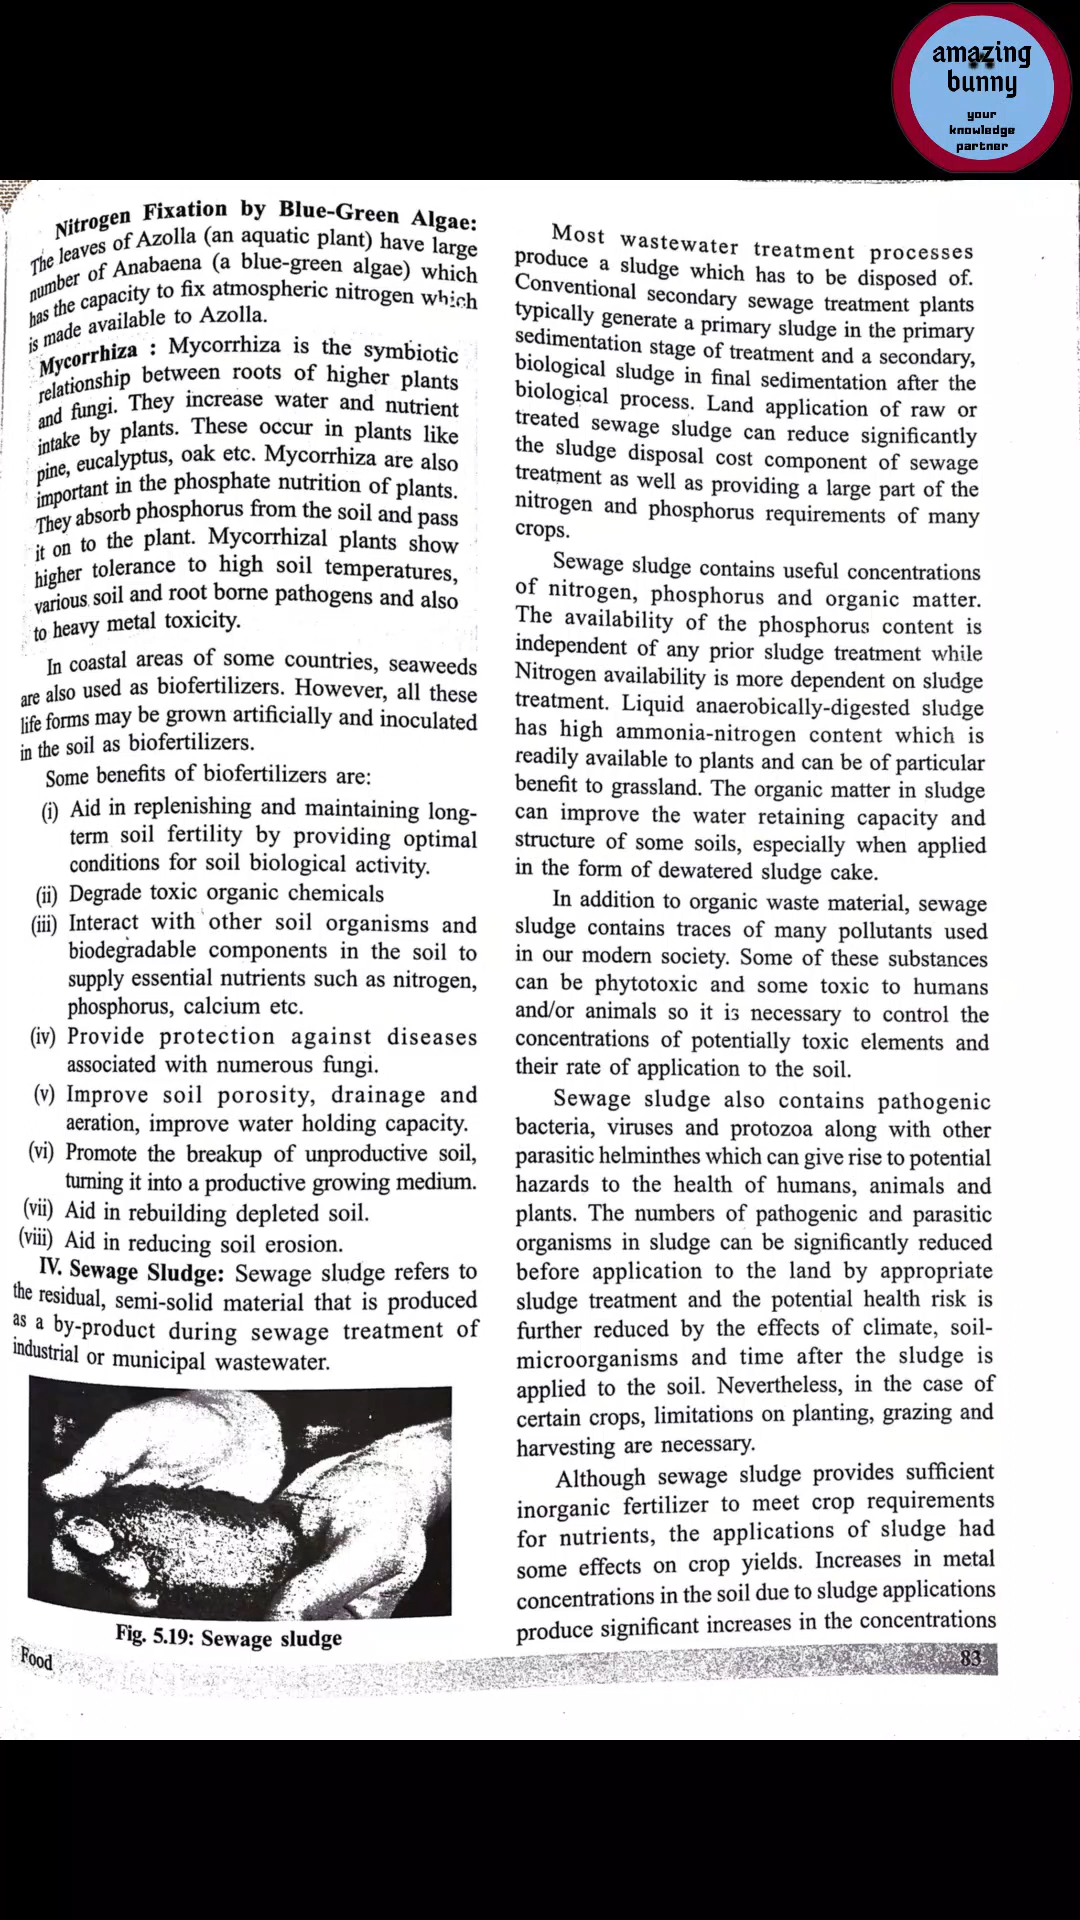 amazing
bunny
your
knowledge
partner
Nitrogen Fixation by Blue-Green Algae:
The leaves of Azolla (an aquatic plant) have large
number of Anabaena (a blue-green algae) which
has the capacity to fix atmospheric nitrogen which
is made available to Azolla.
Mycorrhiza : Mycorrhiza is the symbiotic
relationship between roots of higher plants
and fungi. They increase water and nutrient
intake by plants. These occur in plants like
pine, eucalyptus, oak etc. Mycorrhiza are also
important in the phosphate nutrition of plants.
They absorb phosphorus from the soil and pass
it on to the plant. Mycorrhizal plants show
higher tolerance to high soil temperatures,
various soil and root borne pathogens and also
to heavy metal toxicity.
In coastal areas of some countries, seaweeds
are also used as biofertilizers. However, all these
life forms may be grown artificially and inoculated
in the soil as biofertilizers.
Some benefits of biofertilizers are:
(i) Aid in replenishing and maintaining long-
term soil fertility by providing optimal
conditions for soil biological activity.
(ii) Degrade toxic organic chemicals
(iii) Interact with other soil organisms and
biodegradable components in the soil to
supply essential nutrients such as nitrogen,
phosphorus, calcium etc.
(iv) Provide protection against diseases
associated with numerous fungi.
(v) Improve soil porosity, drainage and
aeration, improve water holding capacity.
(vi) Promote the breakup of unproductive soil,
turning it into a productive growing medium.
(vii) Aid in rebuilding depleted soil.
(viii) Aid in reducing soil erosion.
IV. Sewage Sludge: Sewage sludge refers to
the residual, semi-solid material that is produced
as a by-product during sewage treatment of
industrial or municipal wastewater.
Fig. 5.19: Sewage sludge
Most wastewater treatment processes
produce a sludge which has to be disposed of.
Conventional secondary sewage treatment plants
typically generate a primary sludge in the primary
sedimentation stage of treatment and a secondary,
biological sludge in final sedimentation after the
biological process. Land application of raw or
treated sewage sludge can reduce significantly
the sludge disposal cost component of sewage
treatment as well as providing a large part of the
nitrogen and phosphorus requirements of many
crops.
Sewage sludge contains useful concentrations
of nitrogen, phosphorus and organic matter.
The availability of the phosphorus content is
independent of any prior sludge treatment while
Nitrogen availability is more dependent on sludge
treatment. Liquid anaerobically-digested sludge
has high ammonia-nitrogen content which is
readily available to plants and can be of particular
benefit to grassland. The organic matter in sludge
can improve the water retaining capacity and
structure of some soils, especially when applied
in the form of dewatered sludge cake.
In addition to organic waste material, sewage
sludge contains traces of many pollutants used
in our modern society. Some of these substances
can be phytotoxic and some toxic to humans
and/or animals so it is necessary to control the
concentrations of potentially toxic elements and
their rate of application to the soil.
Sewage sludge also contains pathogenic
bacteria, viruses and protozoa along with other
parasitic helminthes which can give rise to potential
hazards to the health of humans, animals and
plants. The numbers of pathogenic and parasitic
organisms in sludge can be significantly reduced
before application to the land by appropriate
sludge treatment and the potential health risk is
further reduced by the effects of climate, soil-
microorganisms and time after the sludge is
applied to the soil. Nevertheless, in the case of
certain crops, limitations on planting, grazing and
harvesting are necessary.
Although sewage sludge provides sufficient
inorganic fertilizer to meet crop requirements
for nutrients, the applications of sludge had
some effects on crop yields. Increases in metal
concentrations in the soil due to sludge applications
produce significant increases in the concentrations
Food
83